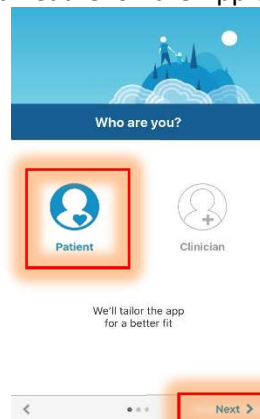 Who are you?
Patient Clinician
We'll tailor the app
for a better fit
Next